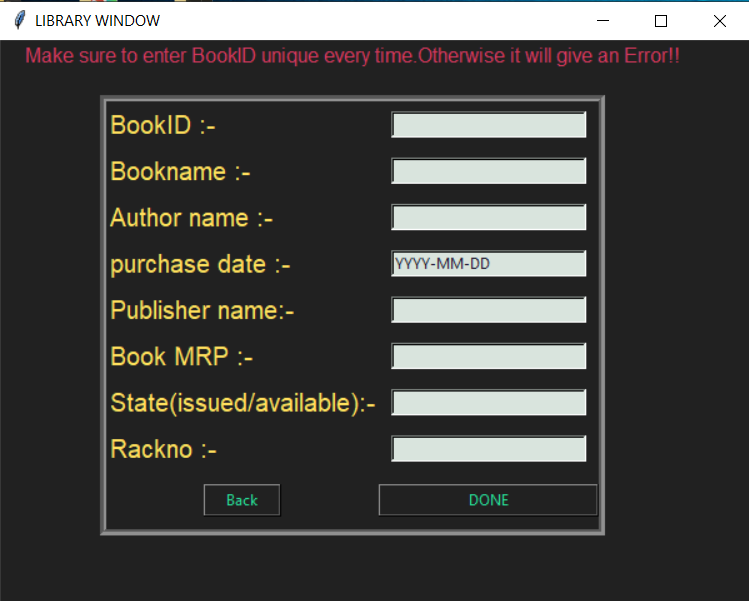 LIBRARY WINDOW
Make sure to enter BookID unique every time.Otherwise it will give an Error!!
BookID :-
Bookname :-
Author name :-
purchase date :- YYYY-MM-DD
Publisher name:-
Book MRP :-
State(issued/available):-
Rackno :-
Back DONE